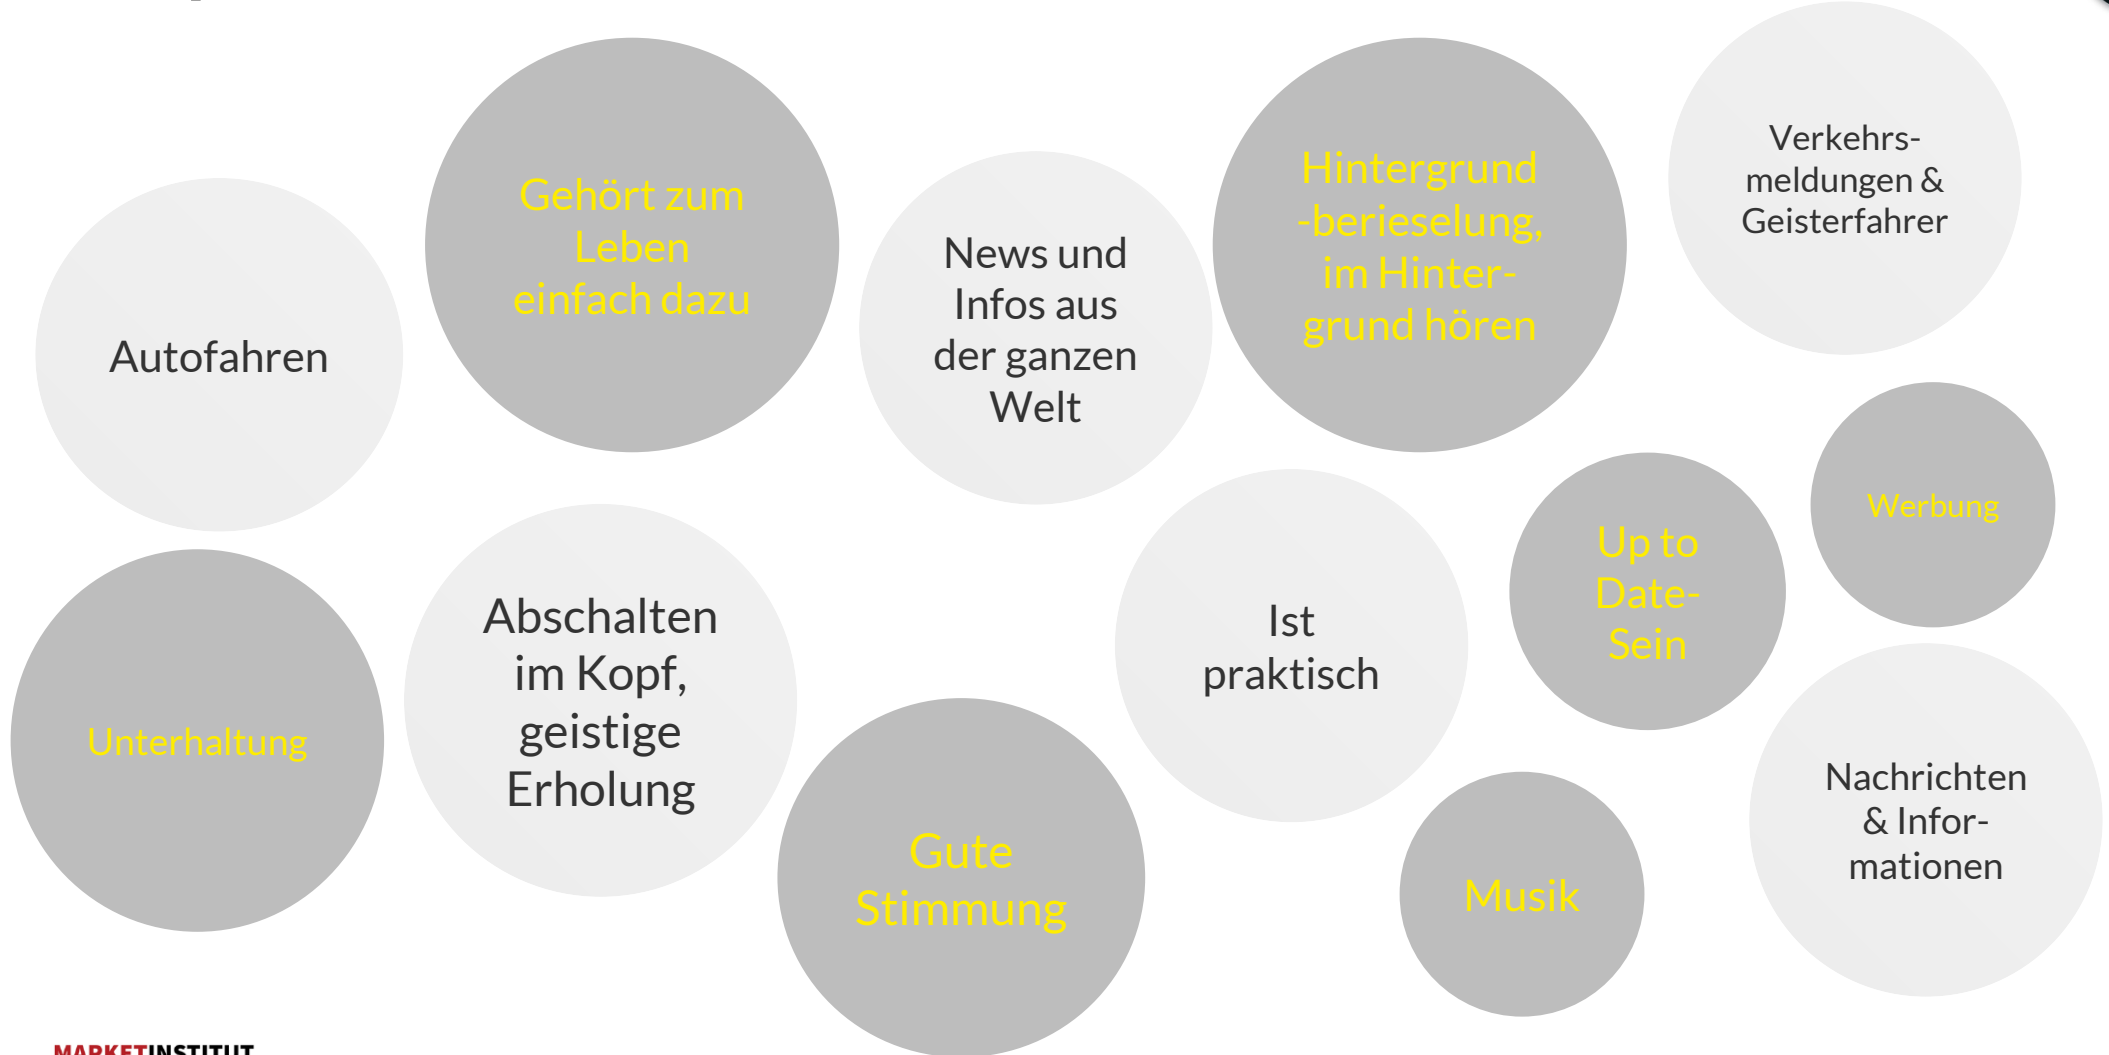 Autofahren
Gehört zum
Leben
einfach dazu
News und
Infos aus
der ganzen
Welt
Hintergrund
-berieselung,
im Hinter-
grund hören
Verkehrs-
meldungen &
Geisterfahrer
Werbung
Up to
Date-
Sein
Ist
praktisch
Abschalten
im Kopf,
geistige
Erholung
Unterhaltung
Gute
Stimmung
Musik
Nachrichten
& Infor-
mationen
MARKETINSTITUT